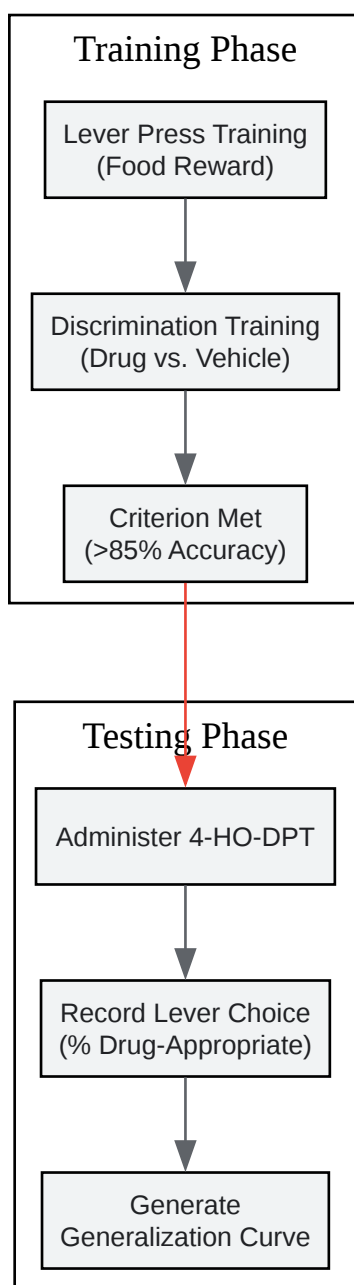 Training Phase
Lever Press Training
(Food Reward)
Discrimination Training
(Drug vs. Vehicle)
Criterion Met
(>85% Accuracy)
Testing Phase
Administer 4-HO-DPT
Record Lever Choice
(% Drug-Appropriate)
Generate
Generalization Curve